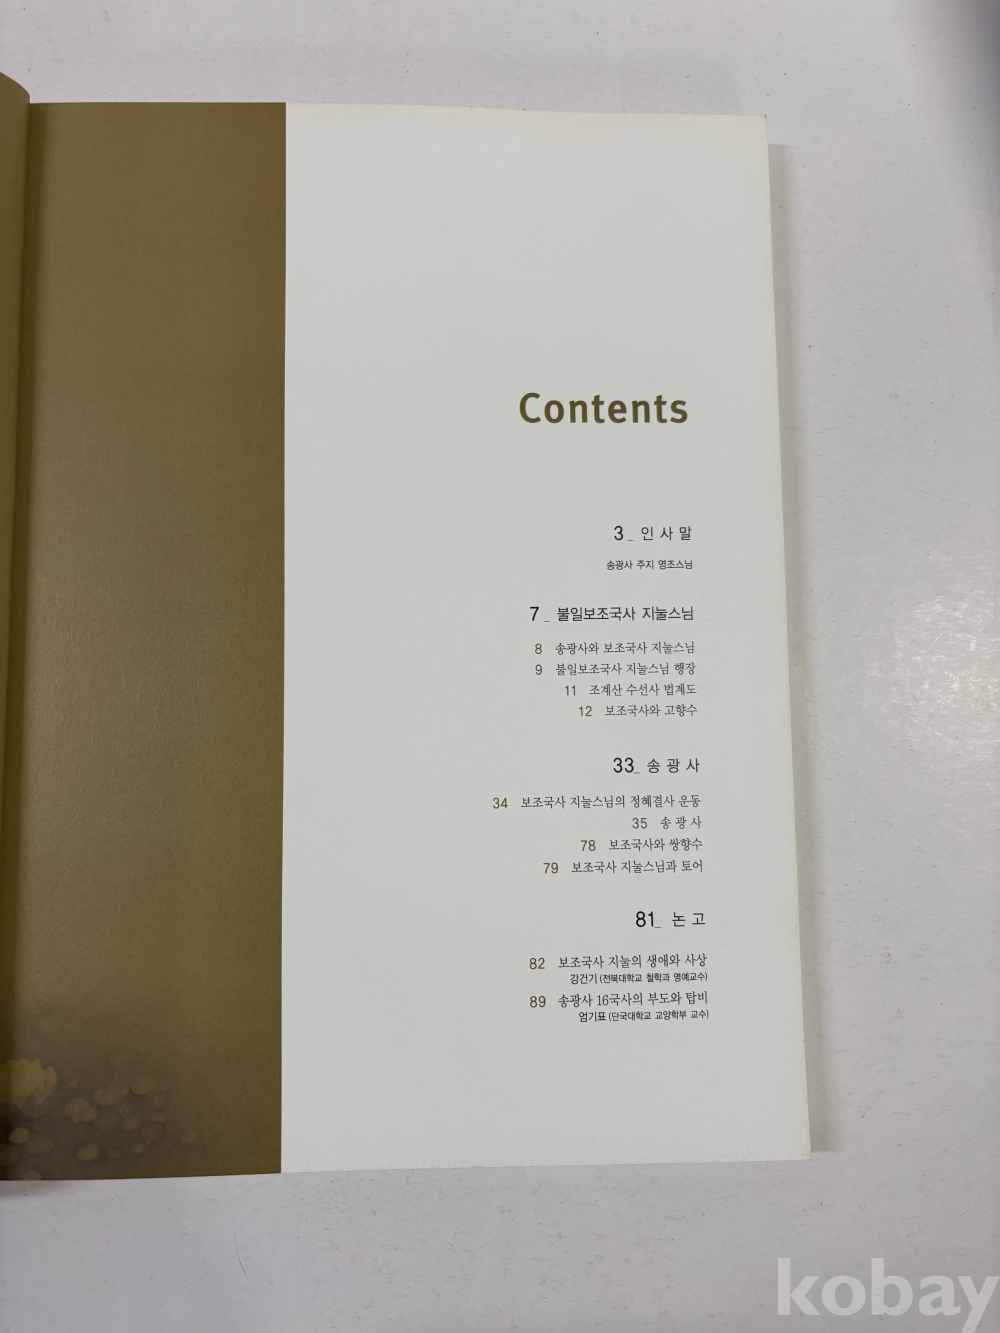 Contents
3_ 인 사 말
송광사 주지 영조스님
7_ 불일보조국사 지눌스님
8 송광사와 보조국사 지눌스님
9 불일보조국사 지눌스님 행장
11 조계산 수선사 법계도
12 보조국사와 고향수
33_ 송 광 사
34 보조국사 지눌스님의 정혜결사 운동
35 송 광 사
78 보조국사와 쌍향수
79 보조국사 지눌스님과 토어
81_ 논 고
82 보조국사 지눌의 생애와 사상
강건기 (전북대학교 철학과 명예교수)
89 송광사 16국사의 부도와 탑비
엄기표 (단국대학교 교양학부 교수)
kobay